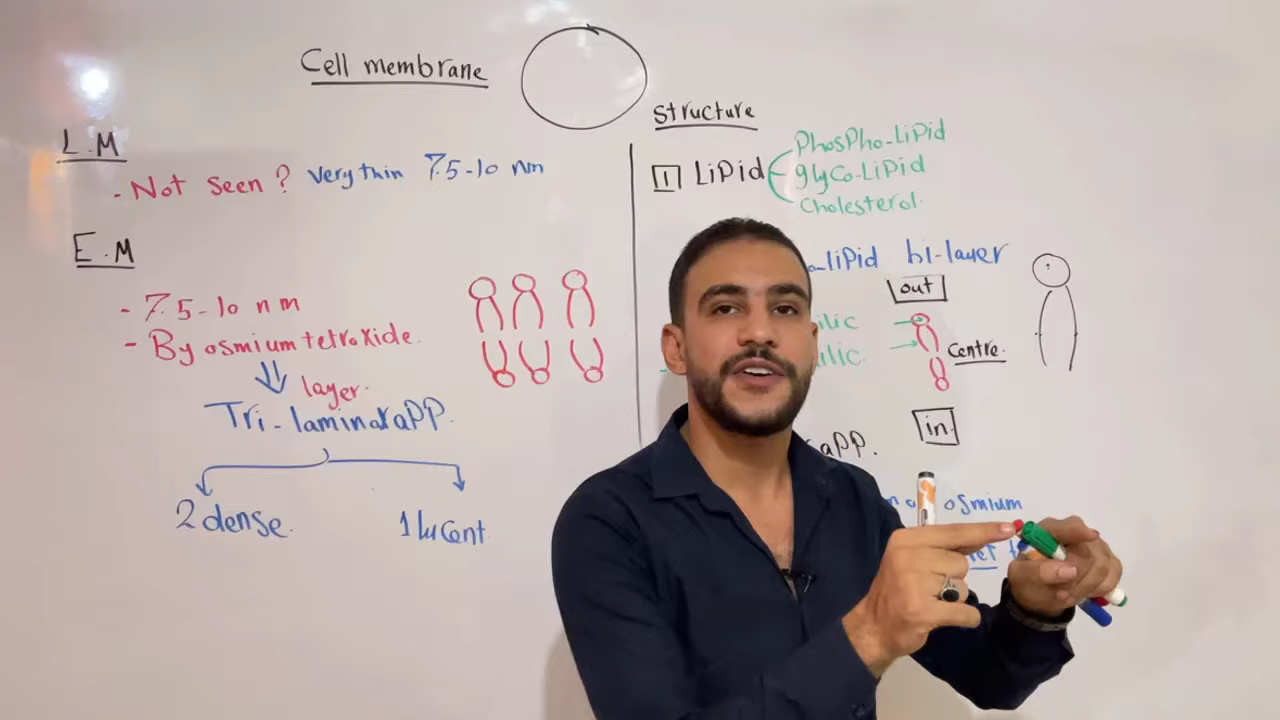 Cell membrane
L.M
- Not Seen ? Very thin 7.5-10 nm
E.M
- 7.5-10 nm
- By osmium tetroxide.
layer.
Tri-laminar aPP.
2 dense.
1 lucent
Structure
1 LiPid
PhosPho-LiPid
glyCo-LiPid
Cholesterol.
-liPid bi-layer
out
Centre.
in.
aPP.
osmium